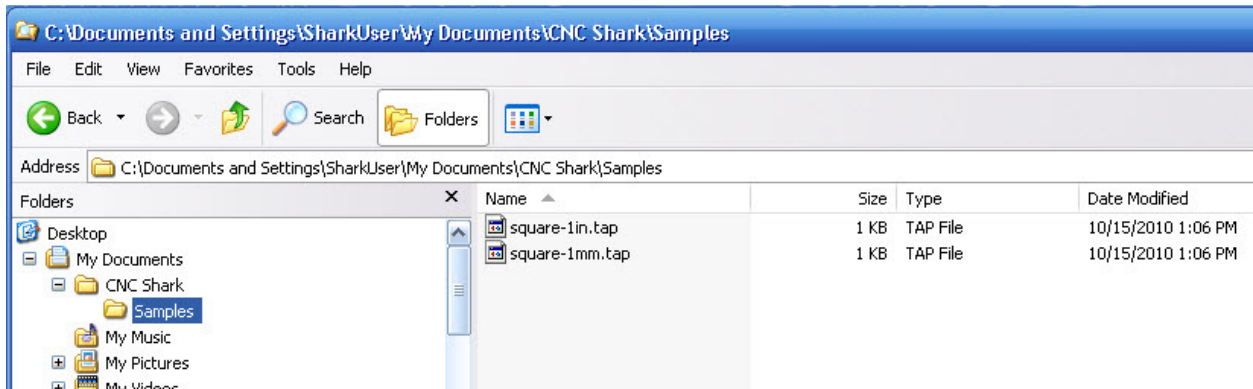 C:\Documents and Settings\SharkUser\My Documents\CNC Shark\Samples
File Edit View Favorites Tools Help
Back Search Folders
Address C:\Documents and Settings\SharkUser\My Documents\CNC Shark\Samples
Folders X Name Size Type Date Modified
Desktop
My Documents
CNC Shark
Samples
My Music
My Pictures
My Videos
square-1in.tap 1 KB TAP File 10/15/2010 1:06 PM
square-1mm.tap 1 KB TAP File 10/15/2010 1:06 PM